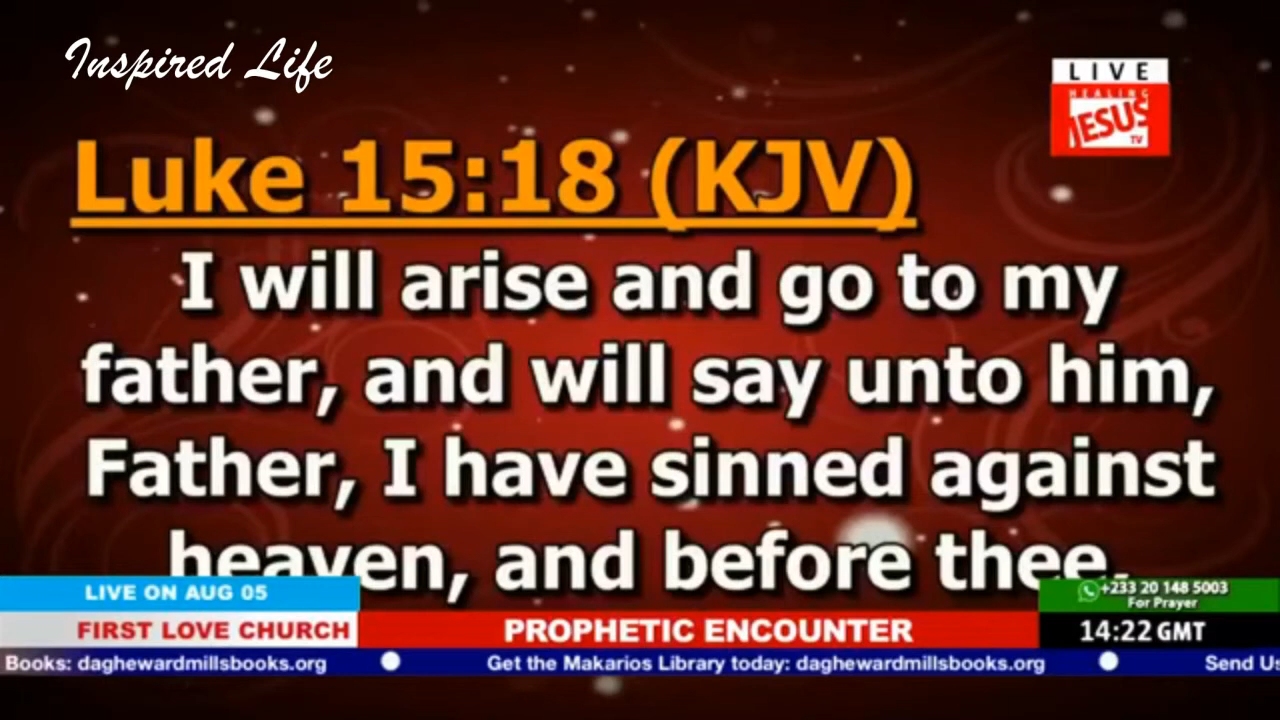 Inspired Life
LIVE
HEALING
JESUS
TV
Luke 15:18 (KJV)
I will arise and go to my
father, and will say unto him,
Father, I have sinned against
heaven, and before thee,
LIVE ON AUG 05
+233 20 148 5003
For Prayer
FIRST LOVE CHURCH
PROPHETIC ENCOUNTER
14:22 GMT
Books: daghewardmillsbooks.org
Get the Makarios Library today: daghewardmillsbooks.org
Send Us